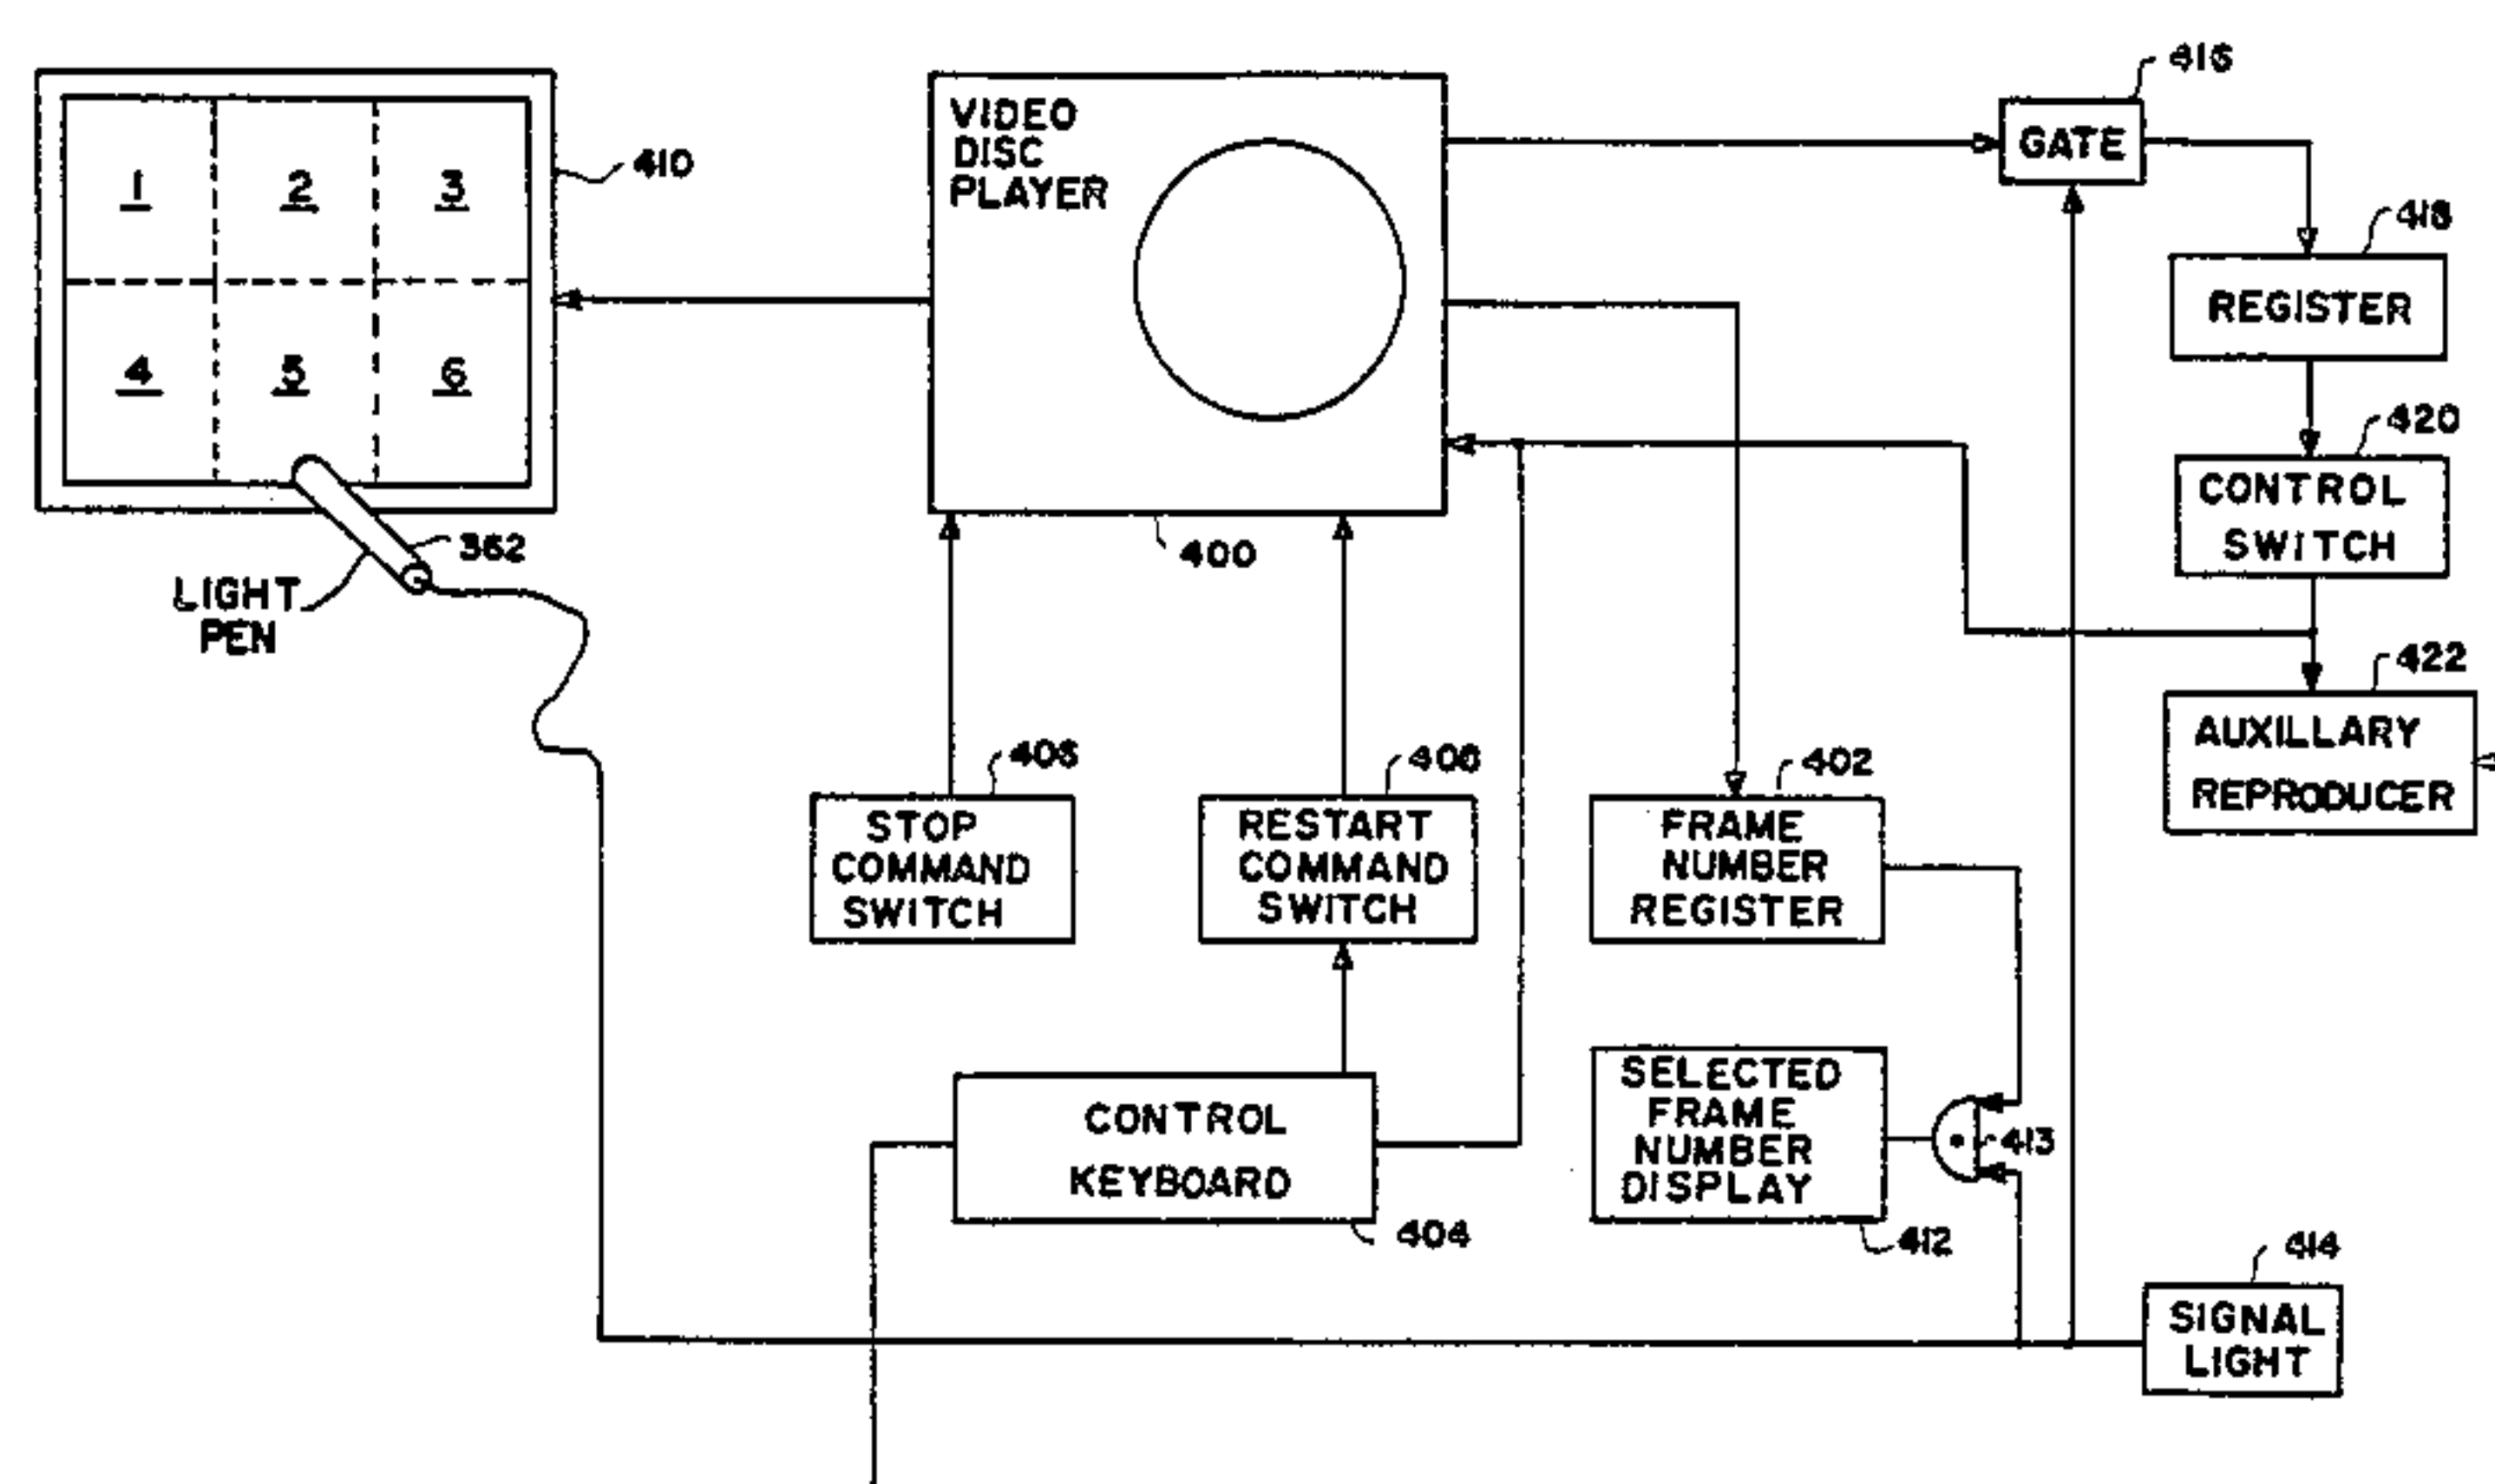 416
VIDEO
DISC
PLAYER
GATE
410
1 2 3
418
REGISTER
4 5 6
420
CONTROL
SWITCH
362
400
LIGHT
PEN
422
AUXILLARY
REPRODUCER
406
402
STOP
COMMAND
SWITCH
RESTART
COMMAND
SWITCH
FRAME
NUMBER
REGISTER
CONTROL
KEYBOARD
404
SELECTED
FRAME
NUMBER
DISPLAY
413
412
414
SIGNAL
LIGHT